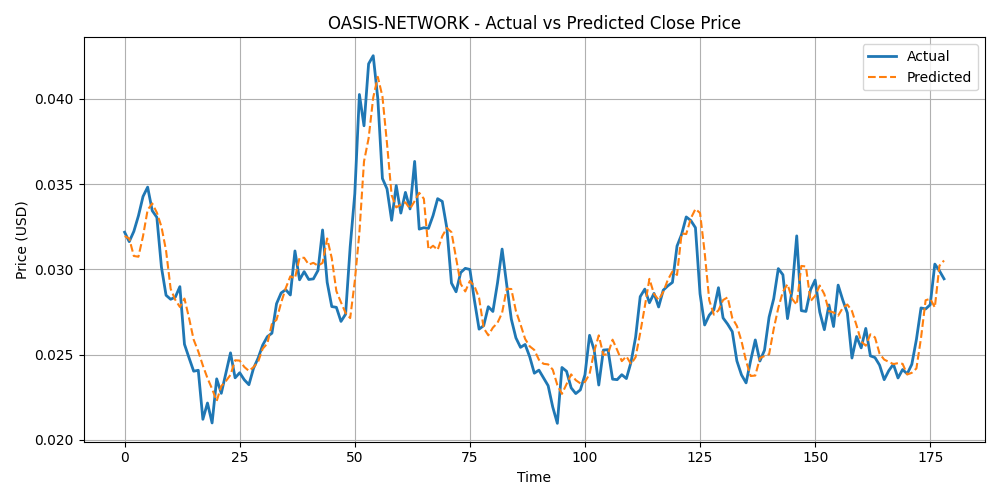 OASIS-NETWORK - Actual vs Predicted Close Price
Actual
Predicted
Price (USD)
0.040
0.035
0.030
0.025
0.020
0 25 50 75 100 125 150 175
Time